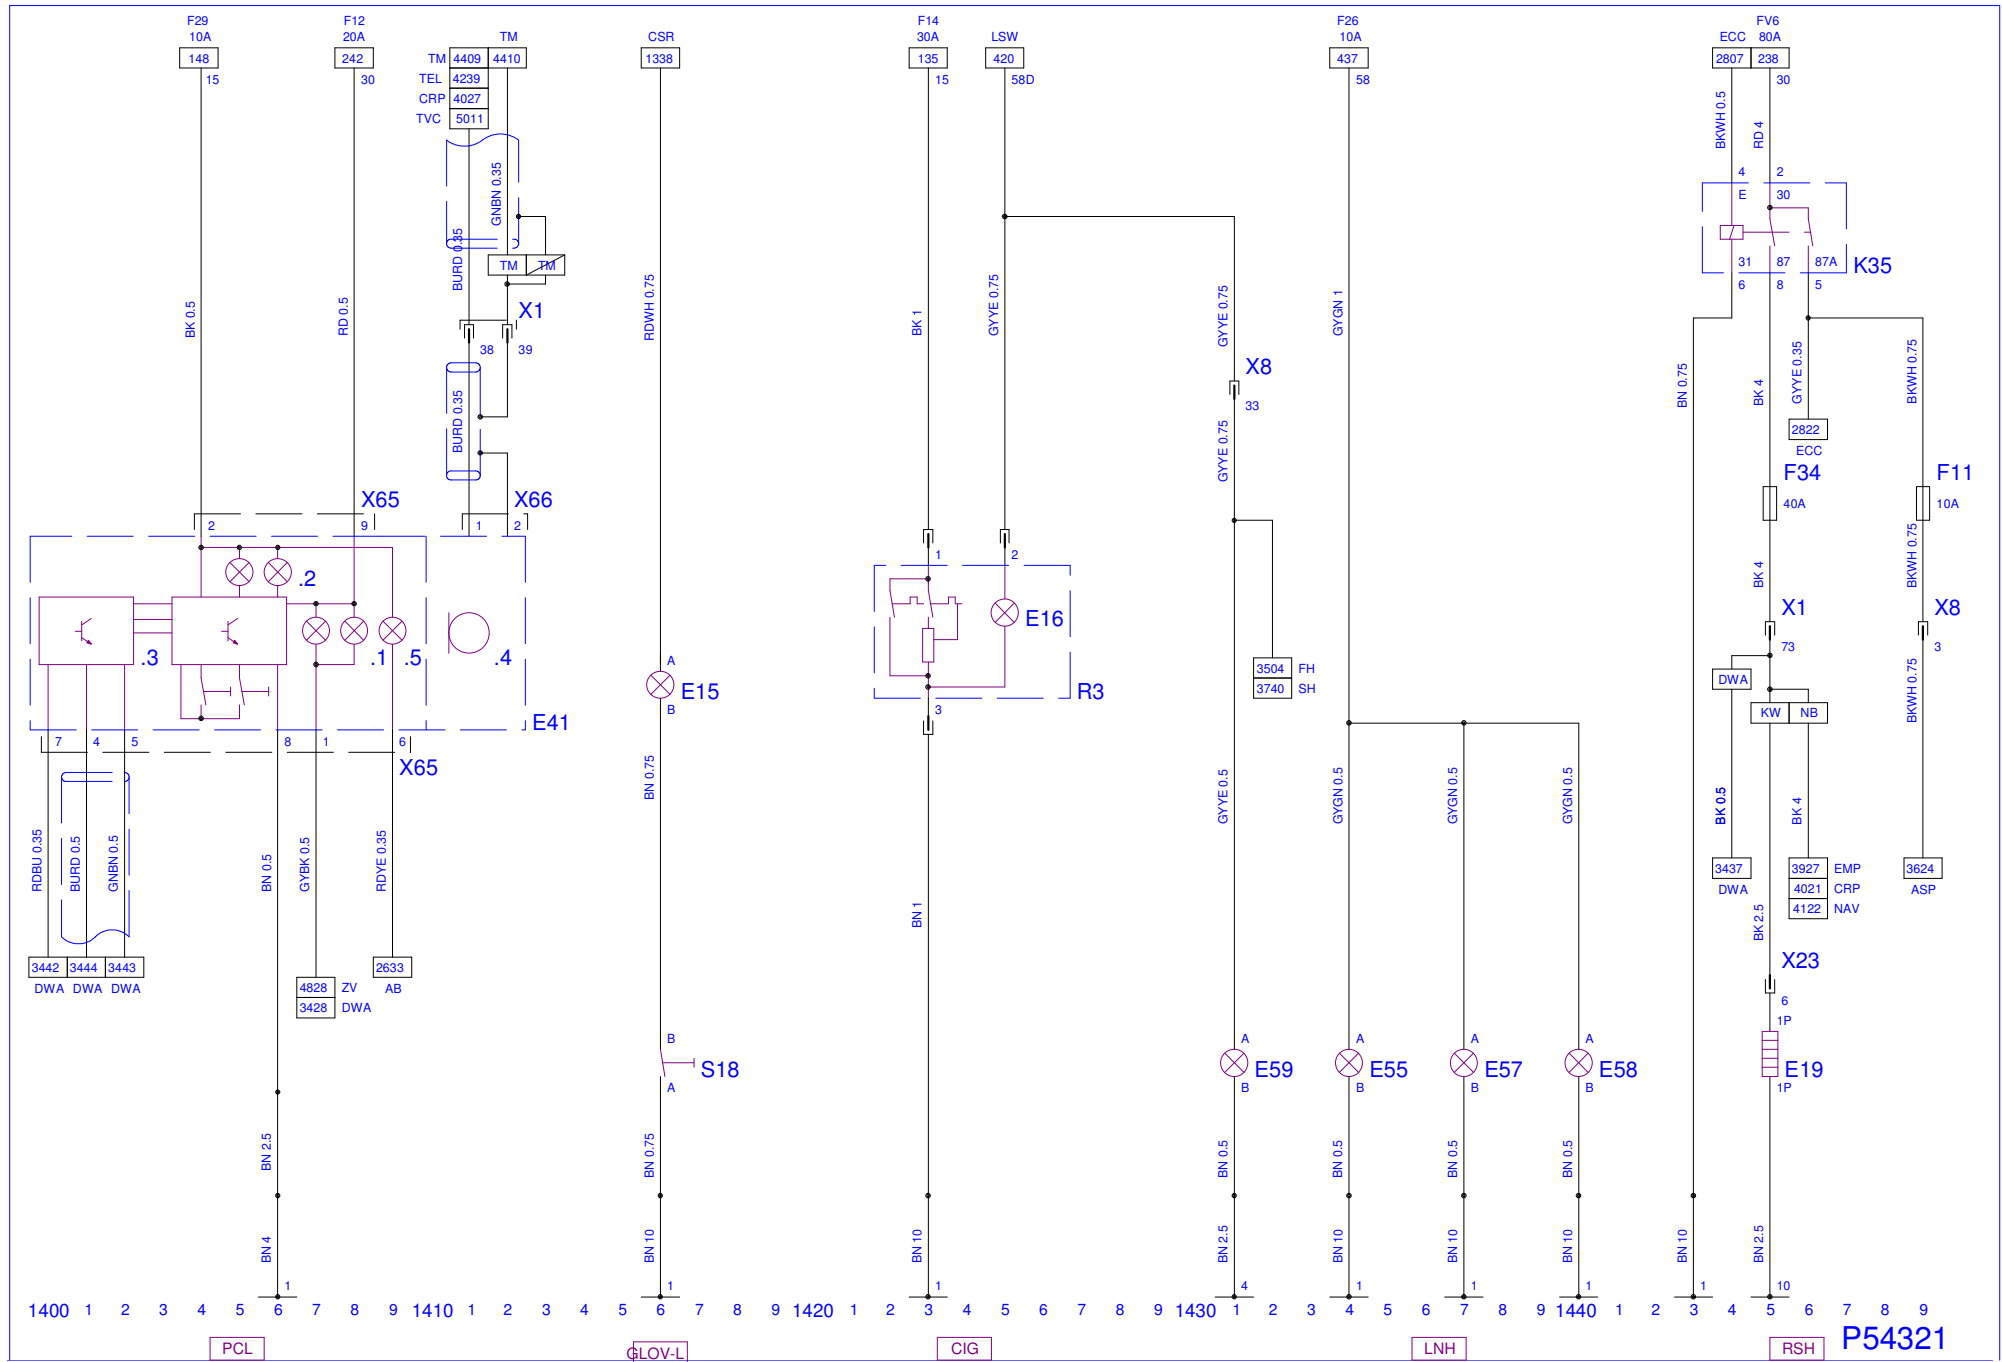 F29 F12 F14 F26 FV6
10A 20A TM CSR 30A LSW 10A ECC 80A
148 242 TM 4409 4410 1338 135 420 437 2807 238
15 30 TEL 4239 15 58D 58 30
CRP 4027
TVC 5011
BKWH 0.5 RD 4
GNBN 0.35
4 2
E 30
BURD 0.35
TM TM
31 87 87A K35
6 8 5
BK 0.5 RD 0.5 RDWH 0.75 BK 1 GYYE 0.75 GYYE 0.75 GYGN 1
X1
38 39
X8
33
BURD 0.35 GYYE 0.75 BN 0.75 BK 4 GYYE 0.35 BKWH 0.75
2822
ECC
F34 F11
40A 10A
X65 X66
2 9 1 2
BK 4 BKWH 0.75
1 2
.2
X1 X8
73 3
E16
.3 .1 .5 .4
DWA
3504 FH
3740 SH
A
E15
B
R3
3
KW NB
BKWH 0.75
E41
7 4 5 8 1 6
X65
BN 0.75 GYYE 0.5 GYGN 0.5 GYGN 0.5 GYGN 0.5 BK 0.5 BK 4
RDBU 0.35 BURD 0.5 GNBN 0.5 BN 0.5 GYBK 0.5 RDYE 0.35
3437 3927 EMP 3624
DWA 4021 CRP ASP
4122 NAV
BN 1 BK 2.5
3442 3444 3443 2633
DWA DWA DWA AB
4828 ZV
3428 DWA
X23
6
1P
B A A A A
S18 E59 E55 E57 E58 E19
A B B B B 1P
BN 2.5 BN 0.75 BN 0.5 BN 0.5 BN 0.5 BN 0.5
BN 4 BN 10 BN 10 BN 2.5 BN 10 BN 10 BN 10 BN 10 BN 2.5
1 1 1 4 1 1 1 1 10
1400 1 2 3 4 5 6 7 8 9 1410 1 2 3 4 5 6 7 8 9 1420 1 2 3 4 5 6 7 8 9 1430 1 2 3 4 5 6 7 8 9 1440 1 2 3 4 5 6 7 8 9
PCL GLOV-L CIG LNH RSH P54321